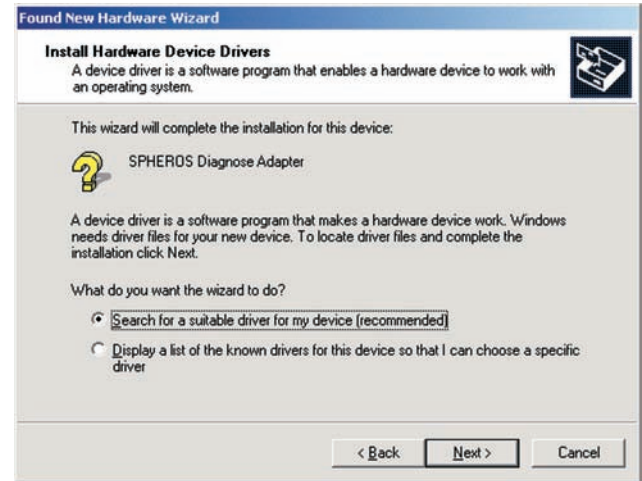 Found New Hardware Wizard
Install Hardware Device Drivers
A device driver is a software program that enables a hardware device to work with
an operating system.
This wizard will complete the installation for this device:
SPHEROS Diagnose Adapter
A device driver is a software program that makes a hardware device work. Windows
needs driver files for your new device. To locate driver files and complete the
installation click Next.
What do you want the wizard to do?
Search for a suitable driver for my device (recommended)
Display a list of the known drivers for this device so that I can choose a specific
driver
< Back Next > Cancel